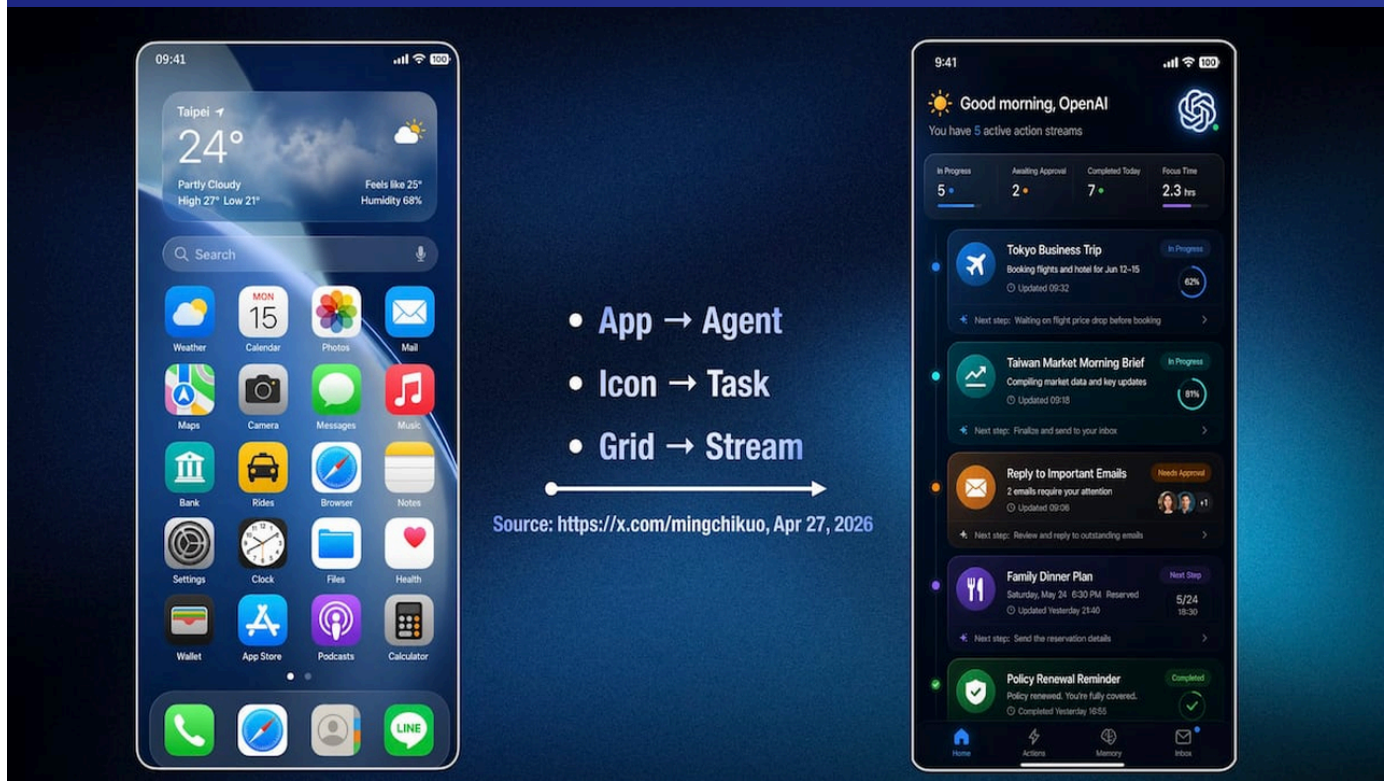 09:41
100
Taipei
24°
Partly Cloudy
High 27° Low 21°
Feels like 25°
Humidity 68%
Search
Weather
MON
15
Calendar
Photos
Mail
Maps
Camera
Messages
Music
Bank
Rides
Browser
Notes
Settings
Clock
Files
Health
Wallet
App Store
Podcasts
Calculator
LINE
• App → Agent
• Icon → Task
• Grid → Stream
Source: https://x.com/mingchikuo, Apr 27, 2026
9:41
100
Good morning, OpenAI
You have 5 active action streams
In Progress
5
Awaiting Approval
2
Completed Today
7
Focus Time
2.3 hrs
Tokyo Business Trip
In Progress
Booking flights and hotel for Jun 12–15
Updated 09:32
62%
Next step: Waiting on flight price drop before booking
Taiwan Market Morning Brief
In Progress
Compiling market data and key updates
Updated 09:18
81%
Next step: Finalize and send to your inbox
Reply to Important Emails
Needs Approval
2 emails require your attention
Updated 09:06
+1
Next step: Review and reply to outstanding emails
Family Dinner Plan
Next Step
Saturday, May 24 6:30 PM Reserved
Updated Yesterday 21:40
5/24
18:30
Next step: Send the reservation details
Policy Renewal Reminder
Completed
Policy renewed. You're fully covered.
Completed Yesterday 16:55
Home
Actions
Memory
Inbox